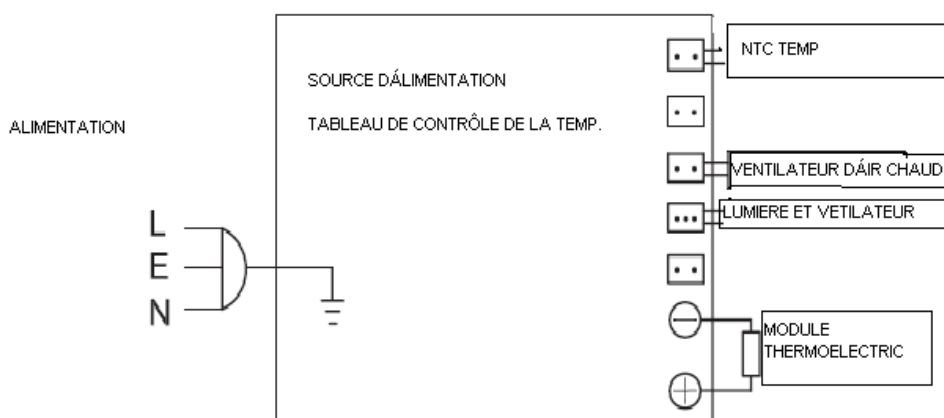 NTC TEMP
SOURCE DÁLIMENTATION
ALIMENTATION
TABLEAU DE CONTRÔLE DE LA TEMP.
VENTILATEUR DÁIR CHAUD
LUMIERE ET VETILATEUR
L
E
N
MODULE
THERMOELECTRIC